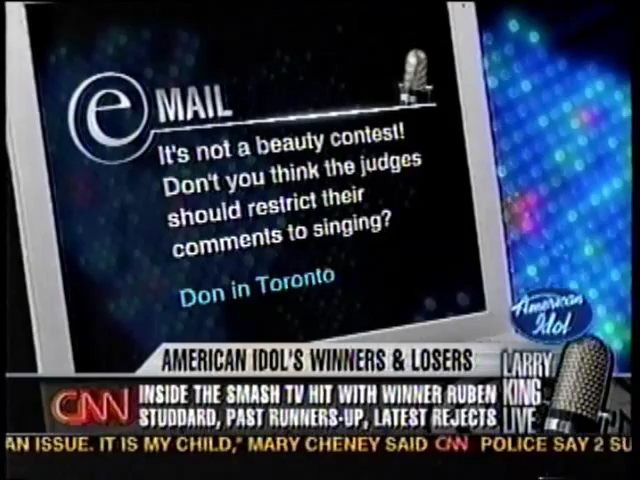 e MAIL
It's not a beauty contest!
Don't you think the judges
should restrict their
comments to singing?
Don in Toronto
American
Idol
AMERICAN IDOL'S WINNERS & LOSERS
LARRY
KING
LIVE
CNN
INSIDE THE SMASH TV HIT WITH WINNER RUBEN
STUDDARD, PAST RUNNERS-UP, LATEST REJECTS
AN ISSUE. IT IS MY CHILD," MARY CHENEY SAID CNN POLICE SAY 2 SU